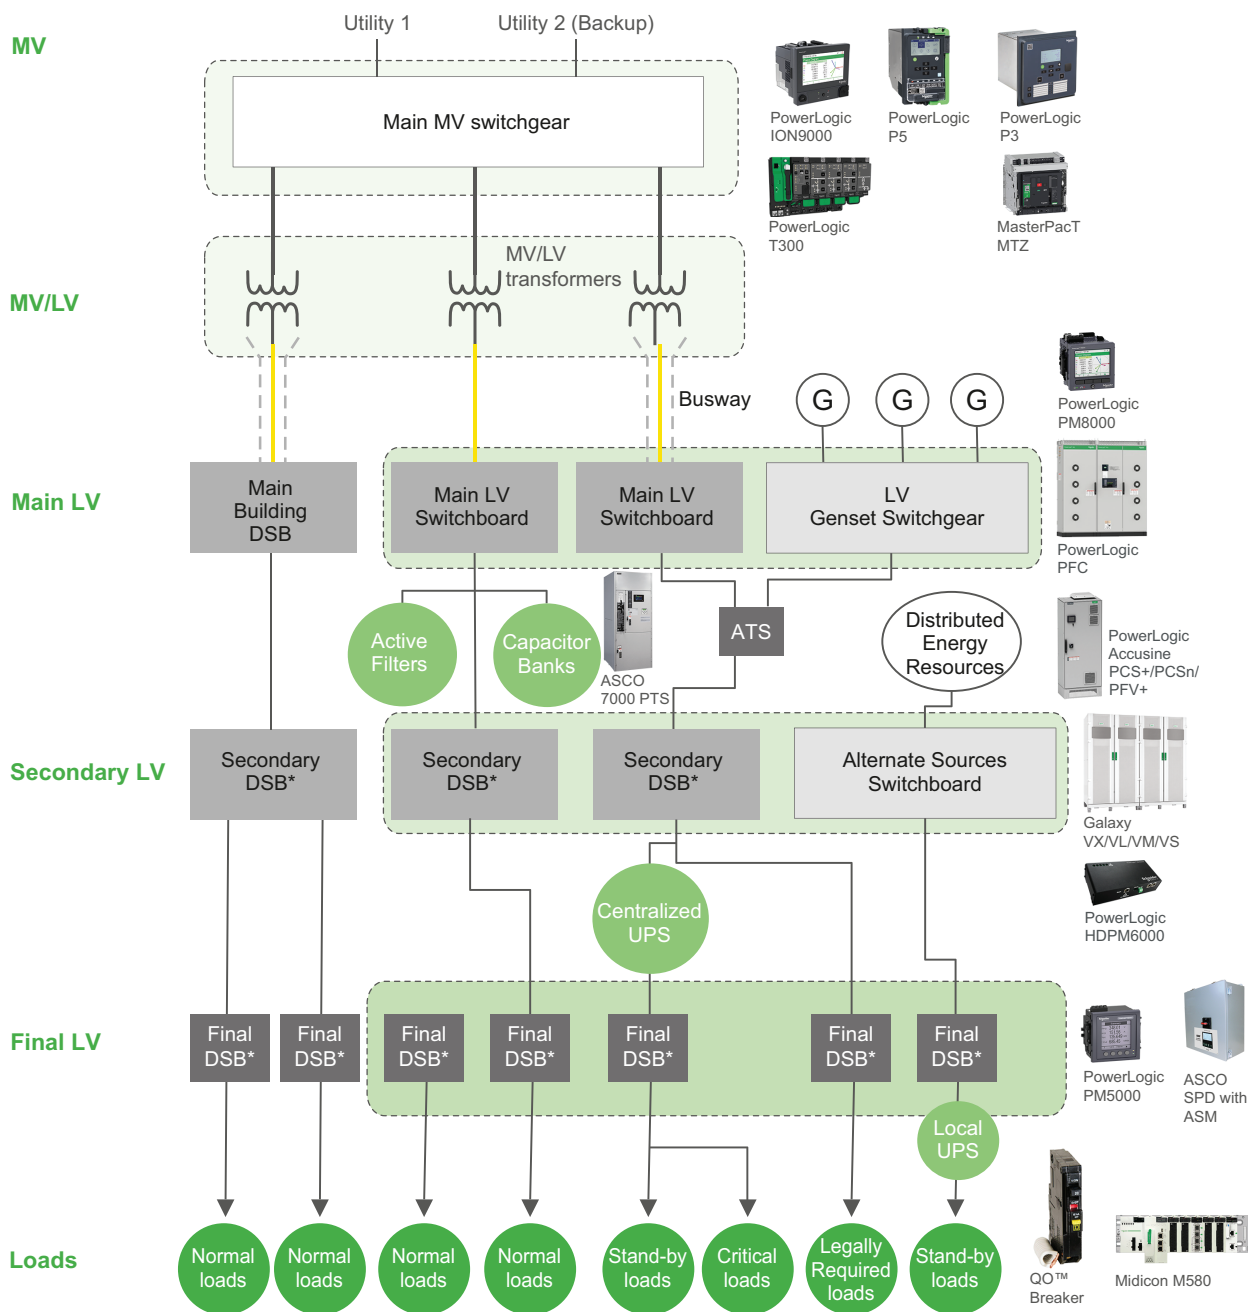 MV
Utility 1
Utility 2 (Backup)
Main MV switchgear
PowerLogic
ION9000
PowerLogic
P5
PowerLogic
P3
PowerLogic
T300
MasterPacT
MTZ
MV/LV
MV/LV
transformers
Busway
G
G
G
PowerLogic
PM8000
Main LV
Main
Building
DSB
Main LV
Switchboard
Main LV
Switchboard
LV
Genset Switchgear
PowerLogic
PFC
Active
Filters
Capacitor
Banks
ASCO
7000 PTS
ATS
Distributed
Energy
Resources
PowerLogic
Accusine
PCS+/PCSn/
PFV+
Secondary LV
Secondary
DSB*
Secondary
DSB*
Secondary
DSB*
Alternate Sources
Switchboard
Galaxy
VX/VL/VM/VS
Centralized
UPS
PowerLogic
HDPM6000
Final LV
Final
DSB*
Final
DSB*
Final
DSB*
Final
DSB*
Final
DSB*
Final
DSB*
Final
DSB*
PowerLogic
PM5000
ASCO
SPD with
ASM
Local
UPS
Loads
Normal
loads
Normal
loads
Normal
loads
Normal
loads
Stand-by
loads
Critical
loads
Legally
Required
loads
Stand-by
loads
QO™
Breaker
Midicon M580